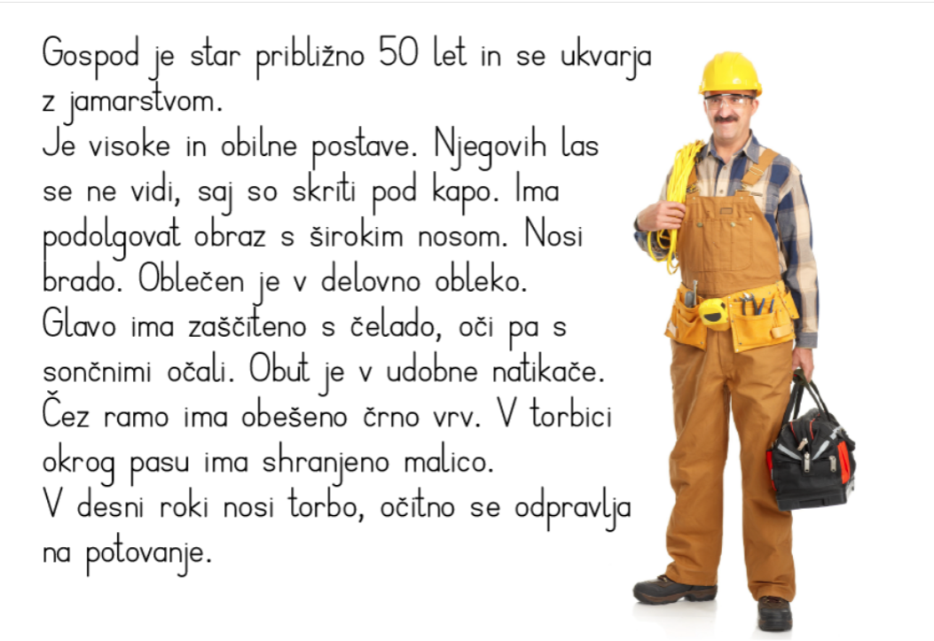 Gospod je star približno 50 let in se ukvarja
z jamarstvom.
Je visoke in obilne postave. Njegovih las
se ne vidi, saj so skriti pod kapo. Ima
podolgovat obraz s širokim nosom. Nosi
brado. Oblečen je v delovno obleko.
Glavo ima zaščiteno s čelado, oči pa s
sončnimi očali. Obut je v udobne natikače.
Čez ramo ima obešeno črno vrv. V torbici
okrog pasu ima shranjeno malico.
V desni roki nosi torbo, očitno se odpravlja
na potovanje.